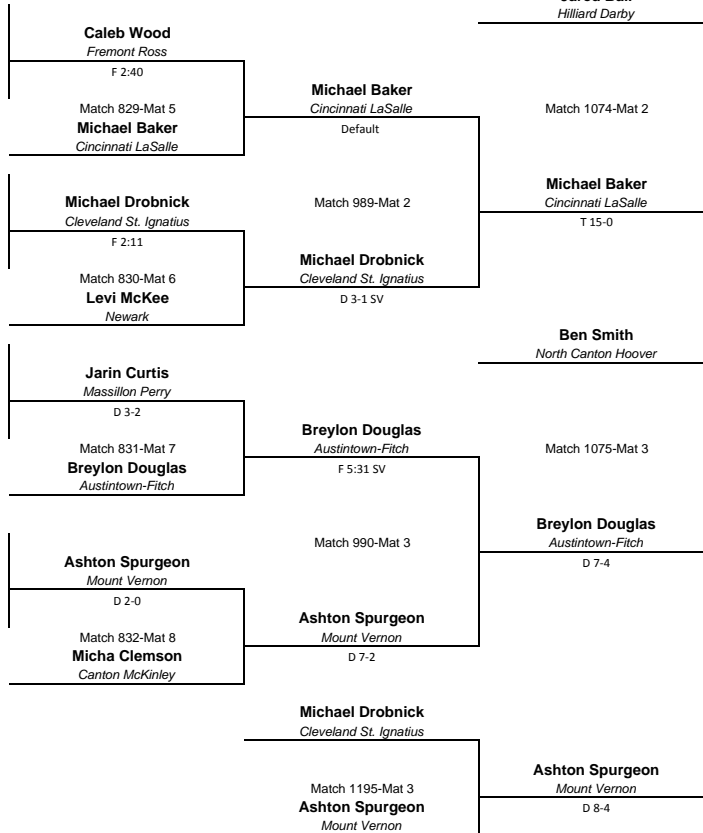 Caleb Wood
Fremont Ross
F 2:40
Match 829-Mat 5
Michael Baker
Cincinnati LaSalle
Michael Drobnick
Cleveland St. Ignatius
F 2:11
Match 830-Mat 6
Levi McKee
Newark
Jarin Curtis
Massillon Perry
D 3-2
Match 831-Mat 7
Breylon Douglas
Austintown-Fitch
Ashton Spurgeon
Mount Vernon
D 2-0
Match 832-Mat 8
Micha Clemson
Canton McKinley
Michael Baker
Cincinnati LaSalle
Default
Match 989-Mat 2
Michael Drobnick
Cleveland St. Ignatius
D 3-1 SV
Breylon Douglas
Austintown-Fitch
F 5:31 SV
Match 990-Mat 3
Ashton Spurgeon
Mount Vernon
D 7-2
Michael Drobnick
Cleveland St. Ignatius
Match 1195-Mat 3
Ashton Spurgeon
Mount Vernon
Hilliard Darby
Match 1074-Mat 2
Michael Baker
Cincinnati LaSalle
T 15-0
Ben Smith
North Canton Hoover
Match 1075-Mat 3
Breylon Douglas
Austintown-Fitch
D 7-4
Ashton Spurgeon
Mount Vernon
D 8-4